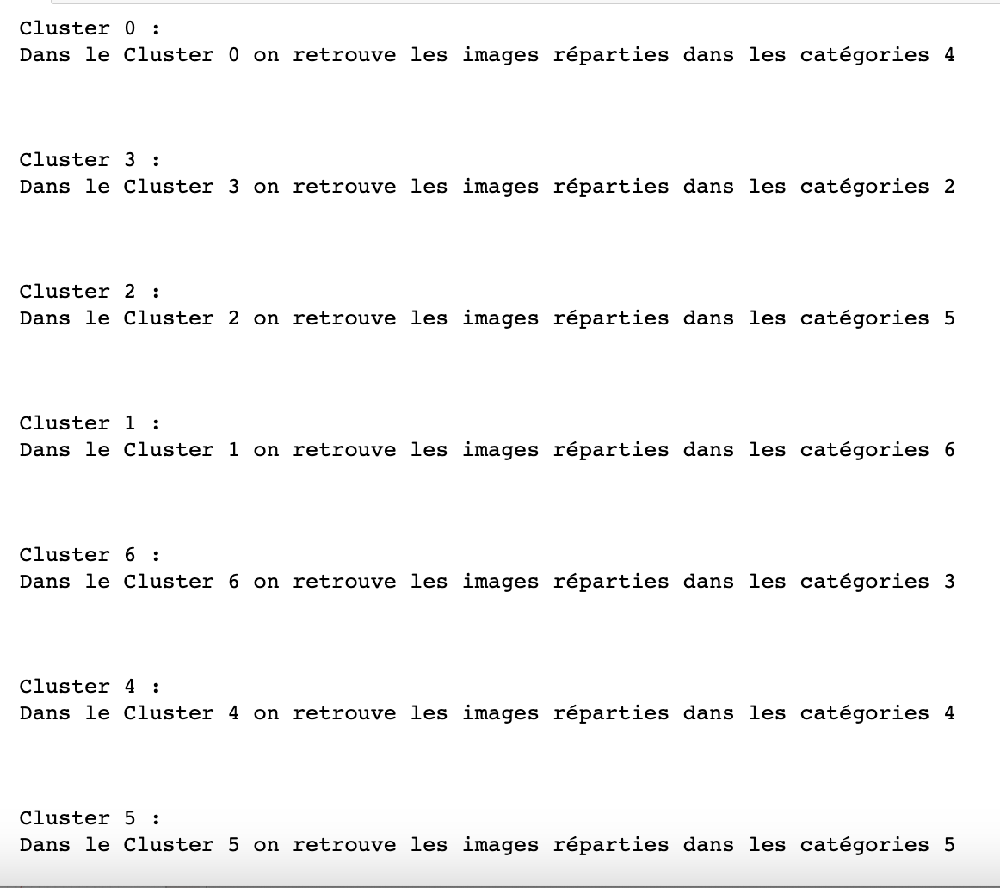 Cluster 0 :
Dans le Cluster 0 on retrouve les images réparties dans les catégories 4
Cluster 3 :
Dans le Cluster 3 on retrouve les images réparties dans les catégories 2
Cluster 2 :
Dans le Cluster 2 on retrouve les images réparties dans les catégories 5
Cluster 1 :
Dans le Cluster 1 on retrouve les images réparties dans les catégories 6
Cluster 6 :
Dans le Cluster 6 on retrouve les images réparties dans les catégories 3
Cluster 4 :
Dans le Cluster 4 on retrouve les images réparties dans les catégories 4
Cluster 5 :
Dans le Cluster 5 on retrouve les images réparties dans les catégories 5